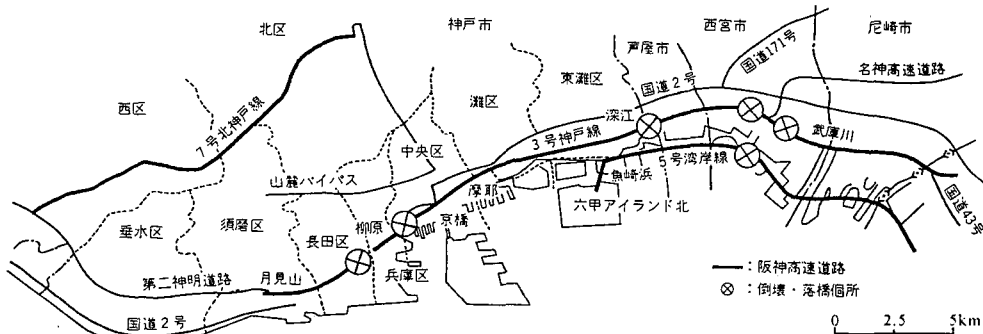 北区
神戸市
西宮市
尼崎市
芦屋市
国道171号
東灘区
国道2号
名神高速道路
西区
灘区
7号北神戸線
深江
3号神戸線
武庫川
中央区
5号湾岸線
魚崎浜
山麓バイパス
摩耶
六甲アイランド北
国道43号
垂水区
須磨区
柳原
京橋
長田区
第二神明道路
月見山
兵庫区
国道2号
:阪神高速道路
:倒壊・落橋個所
0 2.5 5km